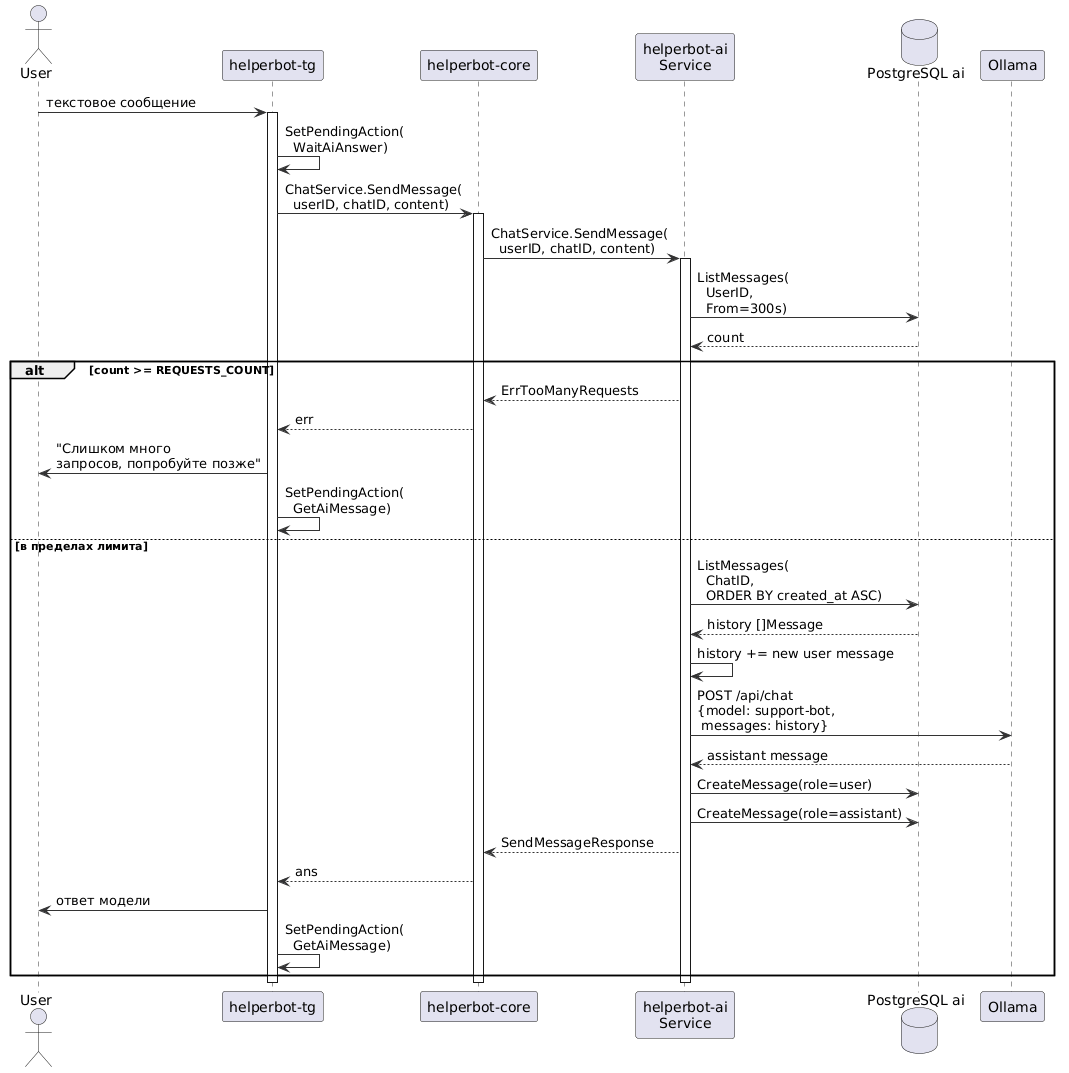 User
helperbot-tg
helperbot-core
helperbot-ai
Service
PostgreSQL ai
Ollama
текстовое сообщение
SetPendingAction(
WaitAiAnswer)
ChatService.SendMessage(
userID, chatID, content)
ChatService.SendMessage(
userID, chatID, content)
ListMessages(
UserID,
From=300s)
count
alt
[count >= REQUESTS_COUNT]
ErrTooManyRequests
err
"Слишком много
запросов, попробуйте позже"
SetPendingAction(
GetAiMessage)
[в пределах лимита]
ListMessages(
ChatID,
ORDER BY created_at ASC)
history []Message
history += new user message
POST /api/chat
{model: support-bot,
messages: history}
assistant message
CreateMessage(role=user)
CreateMessage(role=assistant)
SendMessageResponse
ans
ответ модели
SetPendingAction(
GetAiMessage)
User
helperbot-tg
helperbot-core
helperbot-ai
Service
PostgreSQL ai
Ollama